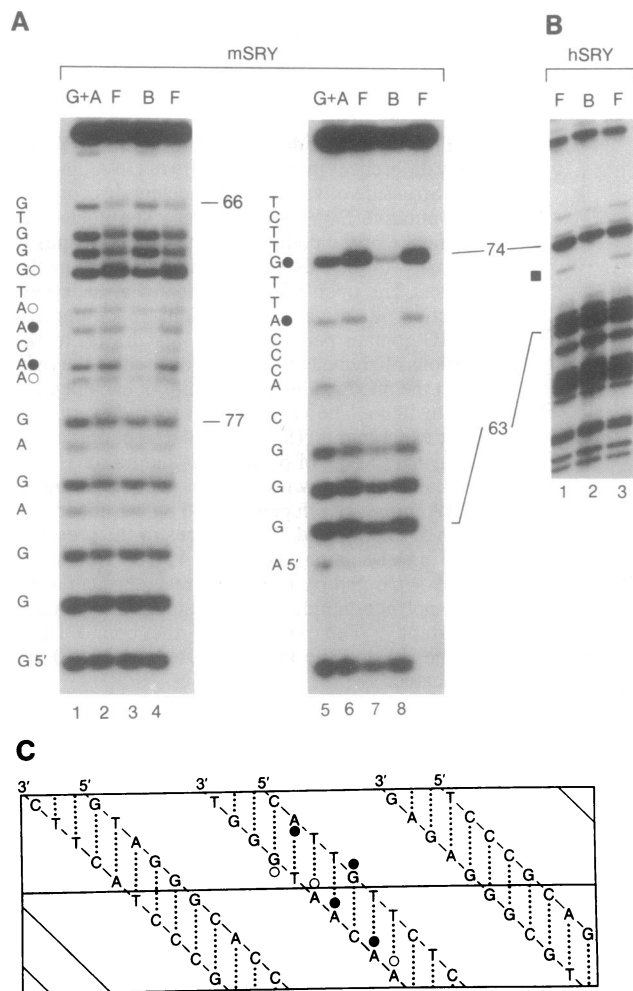 A
B
mSRY
hSRY
G+A F B F
G+A F B F
F B F
G
T
G
G
G○
T
A○
A●
C
A●
A○
G
A
G
A
G
G
G 5′
66
77
1 2 3 4
T
C
T
T
G●
T
T
A●
C
C
C
A
C
G
G
G
A 5′
74
63
5 6 7 8
1 2 3
C
3′ 5′ 3′ 5′ 3′ 5′
C T T C A T C C C G
G T A G G G C A C C
T G G G T A A C A A
C A T T G T T C T C
G A G A G G G C G T
T C C C G C A G